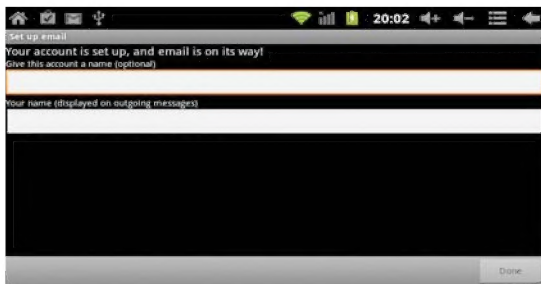 20:02
Set up email
Your account is set up, and email is on its way!
Give this account a name (optional)
Your name (displayed on outgoing messages)
Done